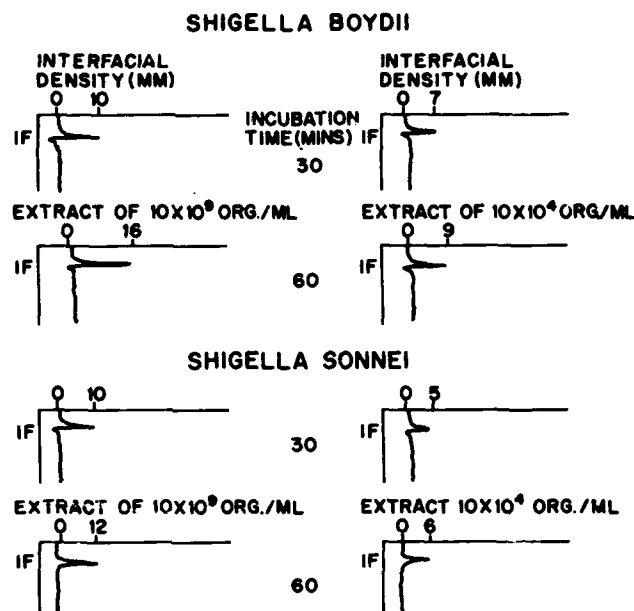 SHIGELLA BOYDII
INTERFACIAL DENSITY (MM)
0 10
INTERFACIAL DENSITY (MM)
0 7
INCUBATION TIME (MINS)
IF
30
IF
EXTRACT OF 10X10⁹ ORG./ML
0 16
EXTRACT OF 10X10⁴ ORG/ML
0 9
IF
60
IF
SHIGELLA SONNEI
0 10
0 5
IF
30
IF
EXTRACT OF 10X10⁹ ORG./ML
0 12
EXTRACT 10X10⁴ ORG./ML
0 6
IF
60
IF